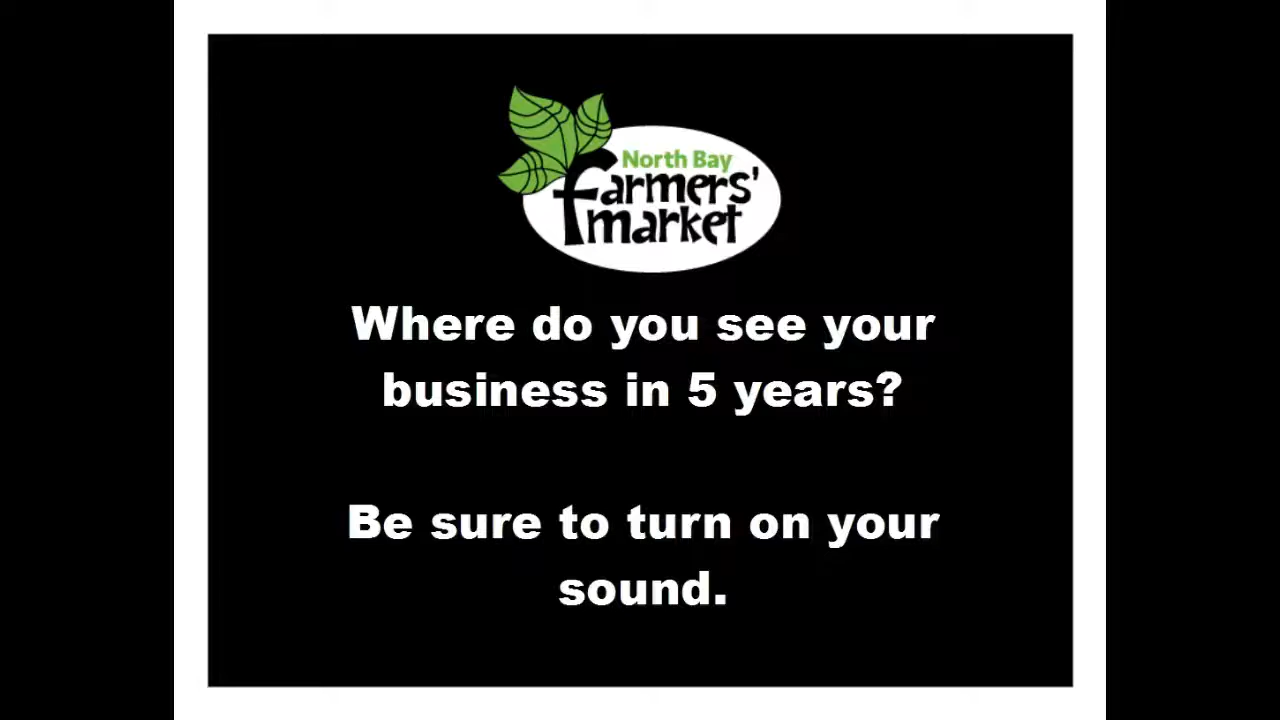 North Bay
farmers'
market
Where do you see your
business in 5 years?
Be sure to turn on your
sound.